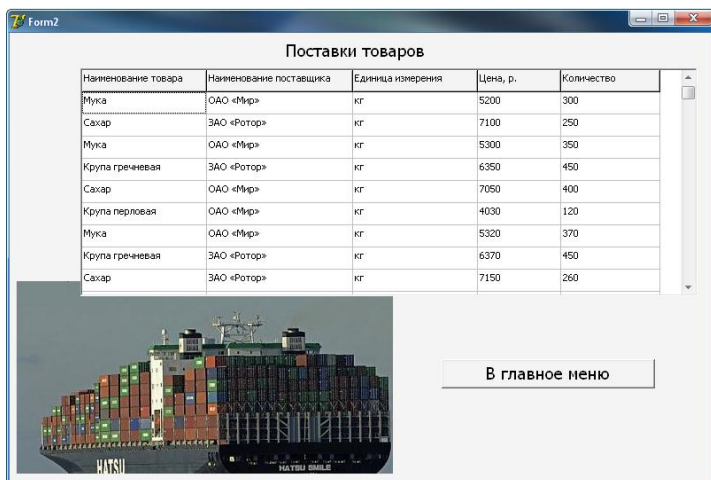 Form2
Поставки товаров
Наименование товара Наименование поставщика Единица измерения Цена, р. Количество
Мука ОАО «Мир» кг 5200 300
Сахар ЗАО «Ротор» кг 7100 250
Мука ОАО «Мир» кг 5300 350
Крупа гречневая ЗАО «Ротор» кг 6350 450
Сахар ОАО «Мир» кг 7050 400
Крупа перловая ОАО «Мир» кг 4030 120
Мука ОАО «Мир» кг 5320 370
Крупа гречневая ЗАО «Ротор» кг 6370 450
Сахар ЗАО «Ротор» кг 7150 260
В главное меню
HATSU
HATSU SMILE